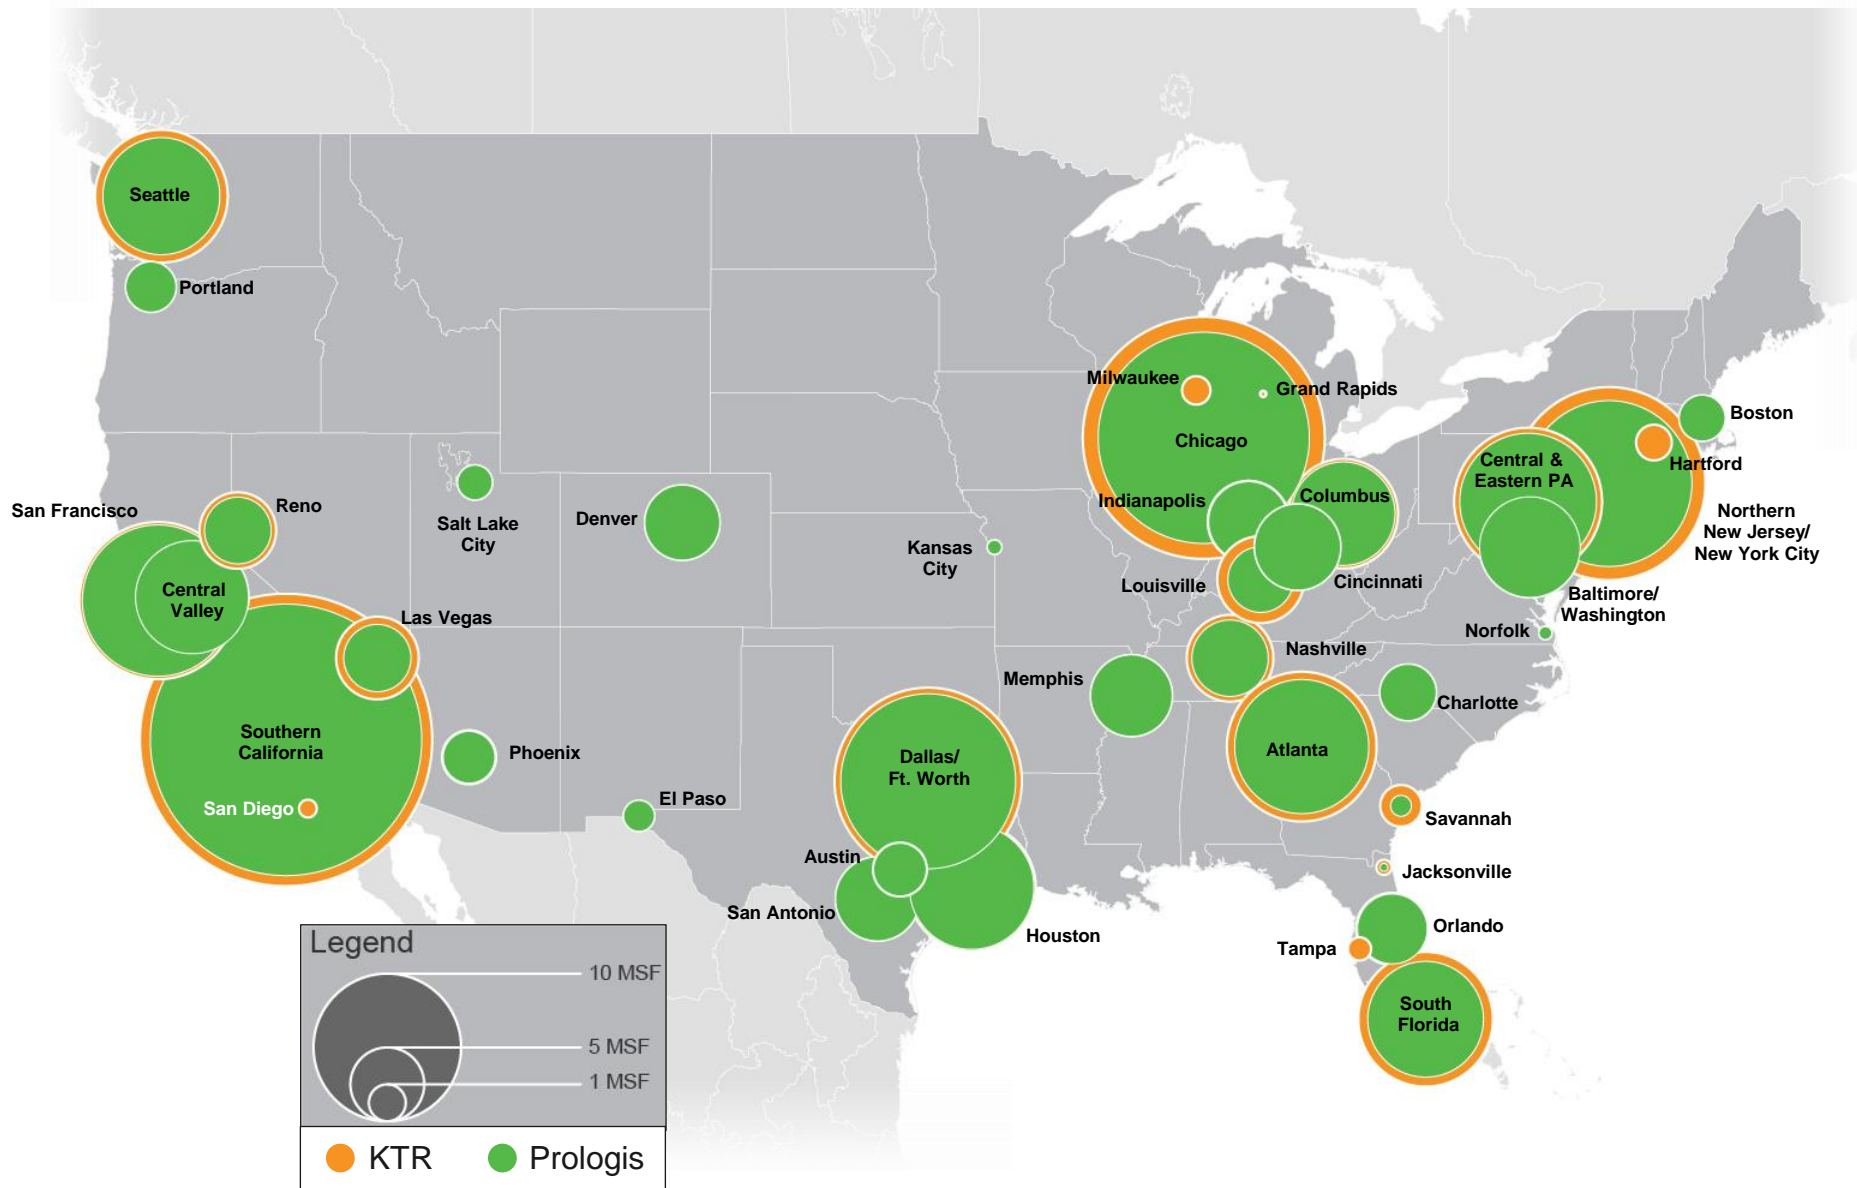 Seattle
Portland
Milwaukee
Grand Rapids
Chicago
Boston
Central &
Eastern PA
Hartford
Indianapolis
Columbus
San Francisco
Reno
Salt Lake
City
Denver
Kansas
City
Northern
New Jersey/
New York City
Central
Valley
Las Vegas
Louisville
Cincinnati
Baltimore/
Washington
Norfolk
Nashville
Memphis
Charlotte
Southern
California
Phoenix
Dallas/
Ft. Worth
Atlanta
San Diego
El Paso
Savannah
Austin
Jacksonville
San Antonio
Houston
Orlando
Tampa
South
Florida
Legend
10 MSF
5 MSF
1 MSF
KTR
Prologis